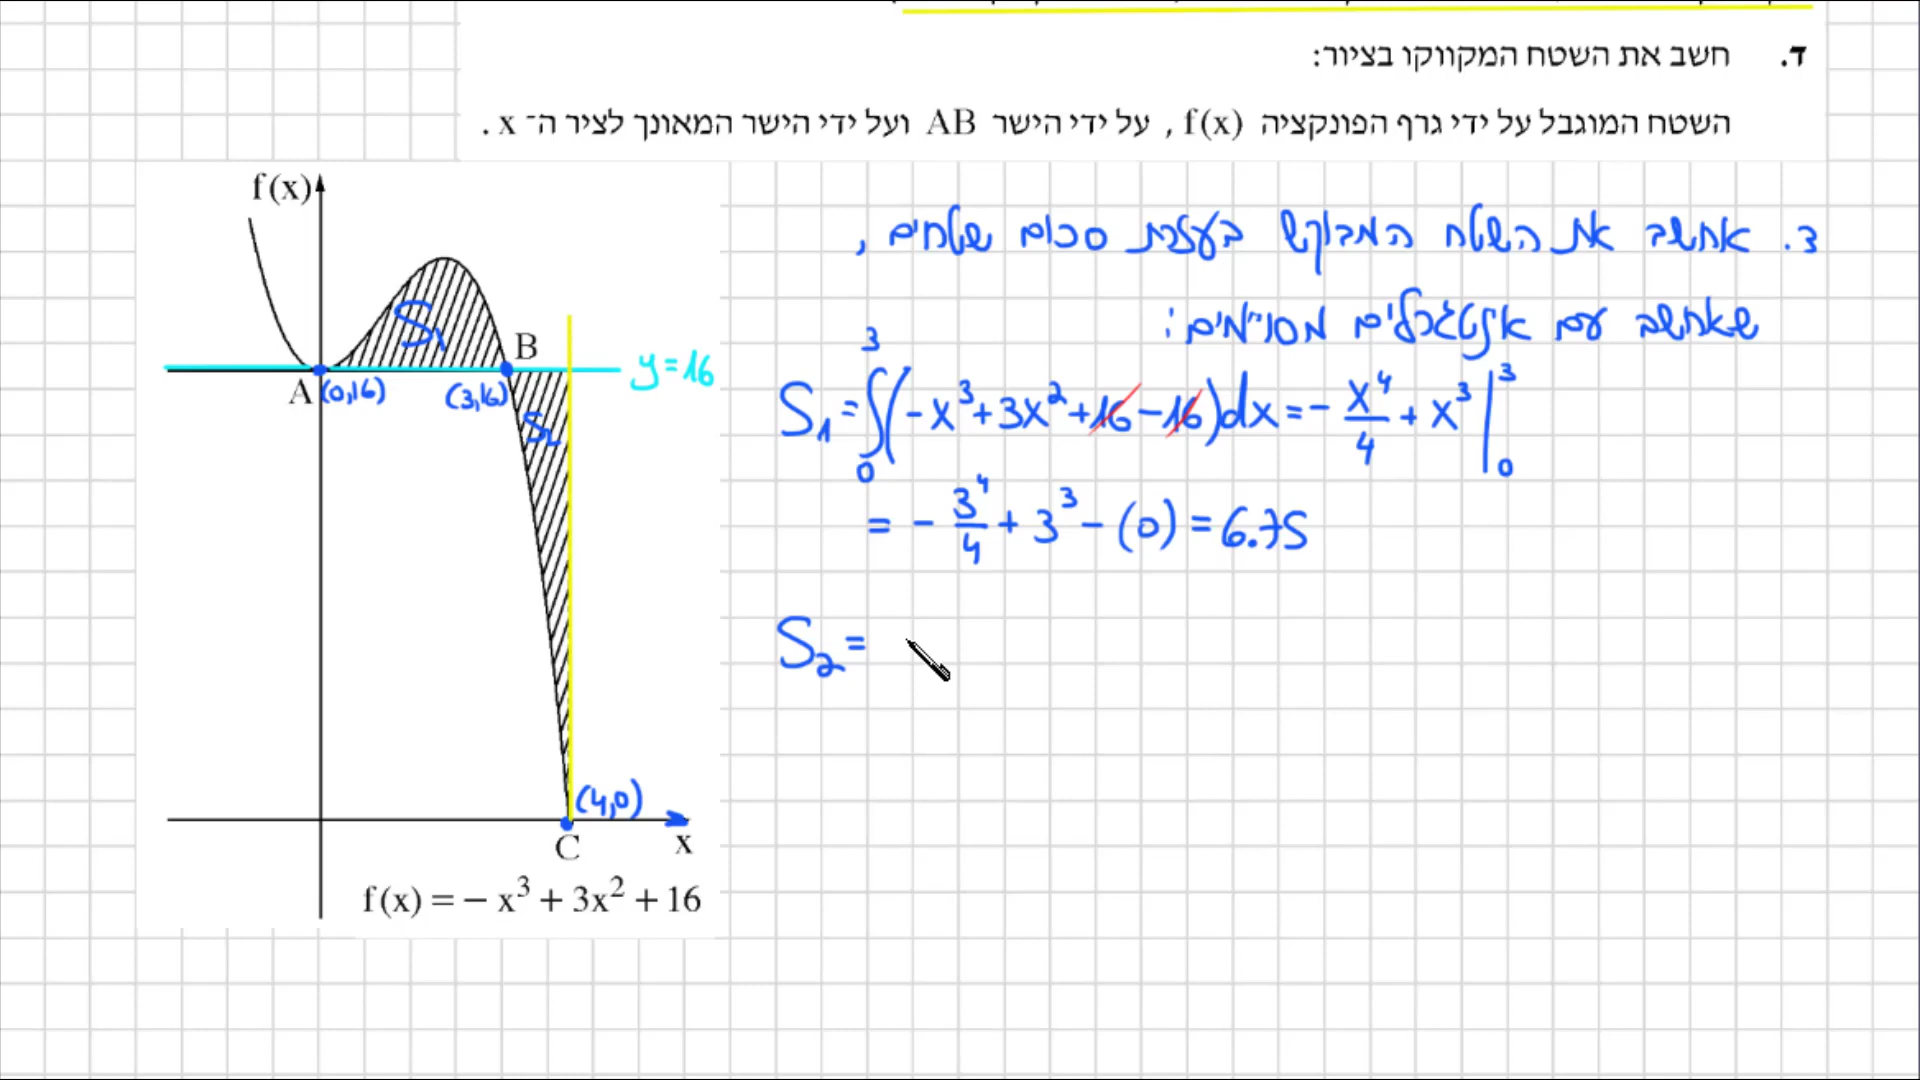 ד. חשב את השטח המקווקו בציור:
השטח המוגבל על ידי גרף הפונקציה f(x) , על ידי הישר AB ועל ידי הישר המאונך לציר ה־ x .
f(x)
S₁
B
y=16
A (0,16) (3,16)
S₂
(4,0)
C x
f(x) = − x³ + 3x² + 16
ד. אחשב את השטח המבוקש בעזרת סכום שטחים ,
שאחשב עם אינטגרלים מסויימים:
S₁ = ∫₀³(−x³+3x²+16−16)dx = − x⁴/4 + x³ |₀³
= − 3⁴/4 + 3³ − (0) = 6.75
S₂ =